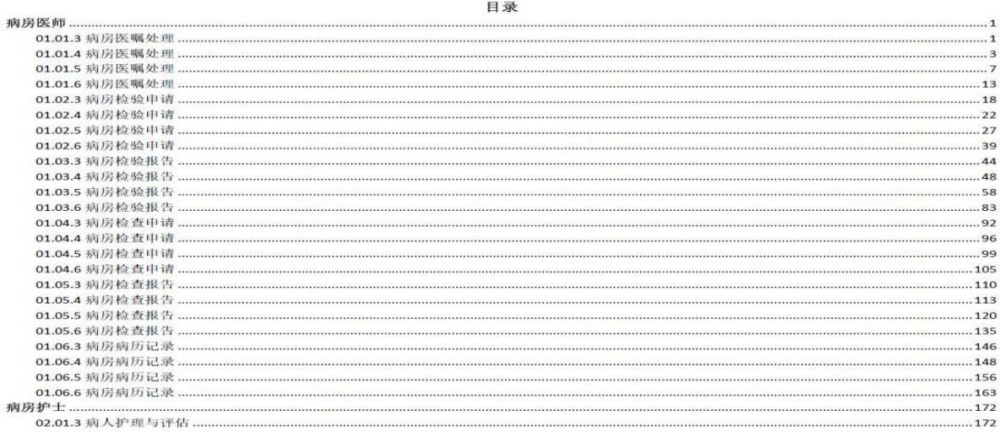 目录
病房医师........1
01.01.3 病房医嘱处理........1
01.01.4 病房医嘱处理........3
01.01.5 病房医嘱处理........7
01.01.6 病房医嘱处理........13
01.02.3 病房检验申请........18
01.02.4 病房检验申请........22
01.02.5 病房检验申请........27
01.02.6 病房检验申请........39
01.03.3 病房检验报告........44
01.03.4 病房检验报告........48
01.03.5 病房检验报告........58
01.03.6 病房检验报告........83
01.04.3 病房检查申请........92
01.04.4 病房检查申请........96
01.04.5 病房检查申请........99
01.04.6 病房检查申请........105
01.05.3 病房检查报告........110
01.05.4 病房检查报告........113
01.05.5 病房检查报告........120
01.05.6 病房检查报告........135
01.06.3 病房病历记录........146
01.06.4 病房病历记录........148
01.06.5 病房病历记录........156
01.06.6 病房病历记录........163
病房护士........172
02.01.3 病人护理与评估........172